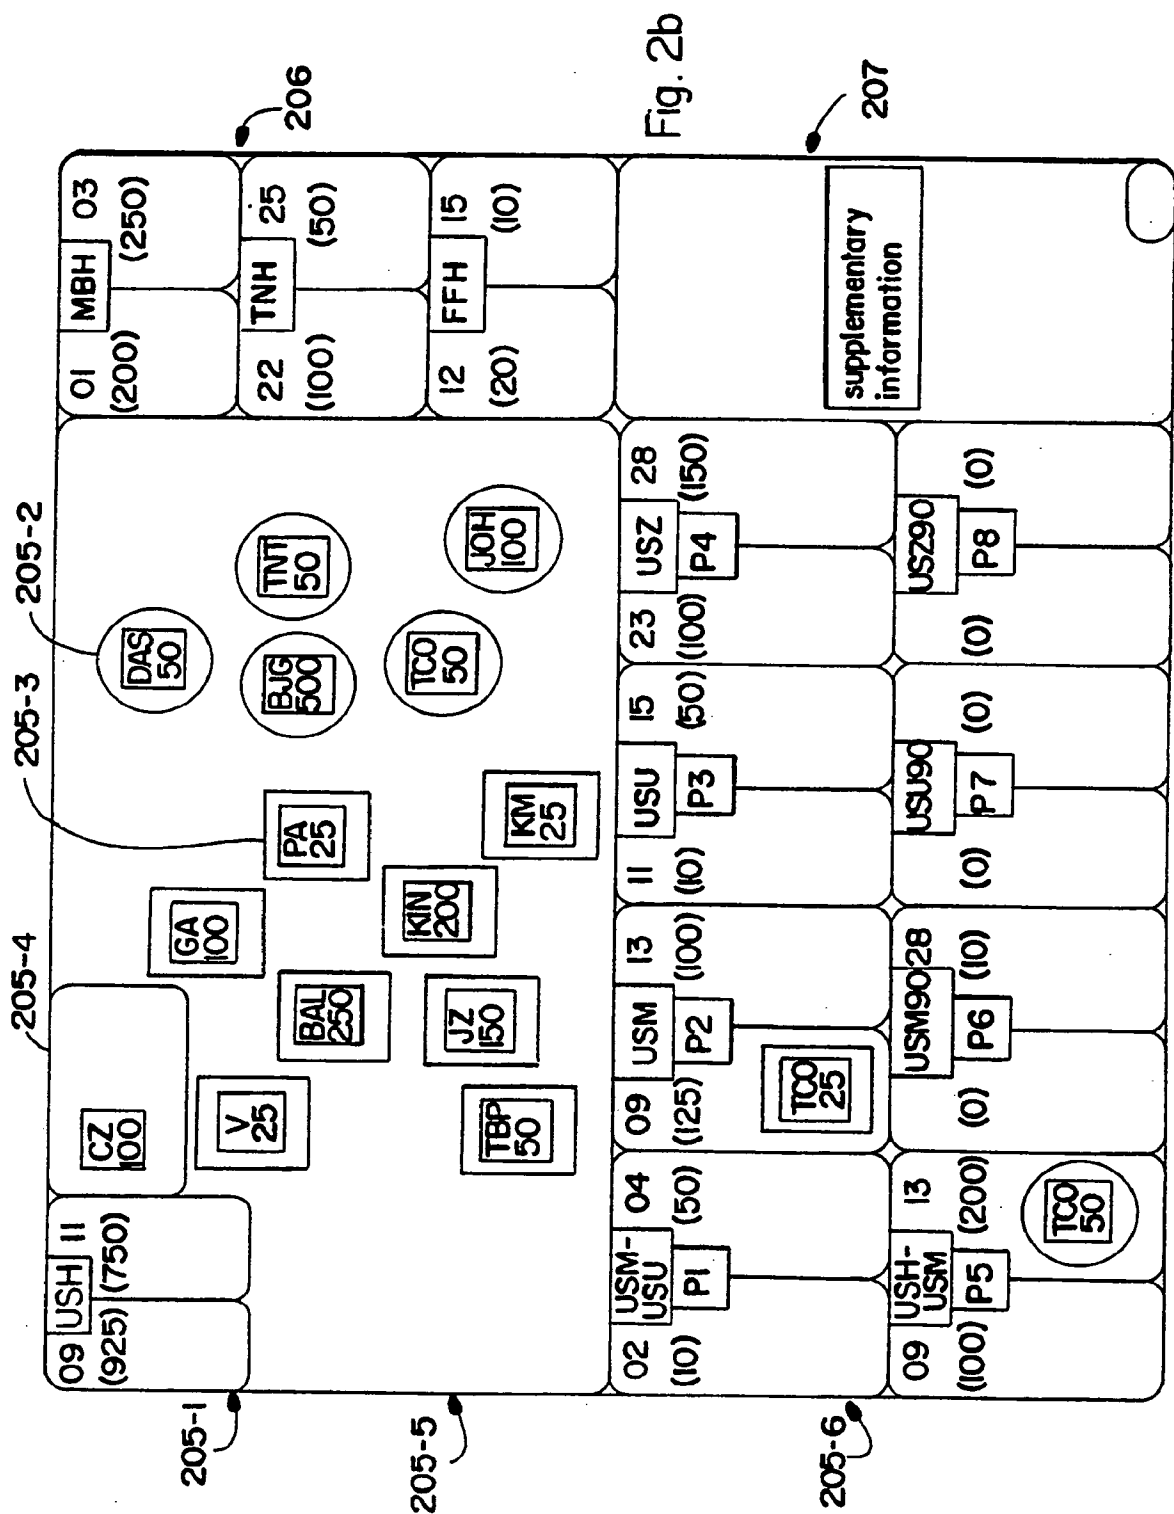 205-4
205-3
205-2
09 USH 11
(925) (750)
CZ
100
DAS
50
01 MBH 03
(200) (250)
206
205-1
V
25
GA
100
BAL
250
PA
25
BJG
500
TNT
50
22 TNH 25
(100) (50)
205-5
TBP
50
JZ
150
KIN
200
KM
25
TCO
50
JOH
100
12 FFH 15
(20) (10)
02 USM-
USU 04
(10) P1 (50)
09 USM 13
(125) P2 (100)
TCO
25
11 USU 15
(10) P3 (50)
23 USZ 28
(100) P4 (150)
Fig. 2b
205-6
09 USH-
USM 13
(100) P5 (200)
TCO
50
USM90 28
(0) P6 (10)
USU90
(0) P7 (0)
USZ90
(0) P8 (0)
supplementary
information
207